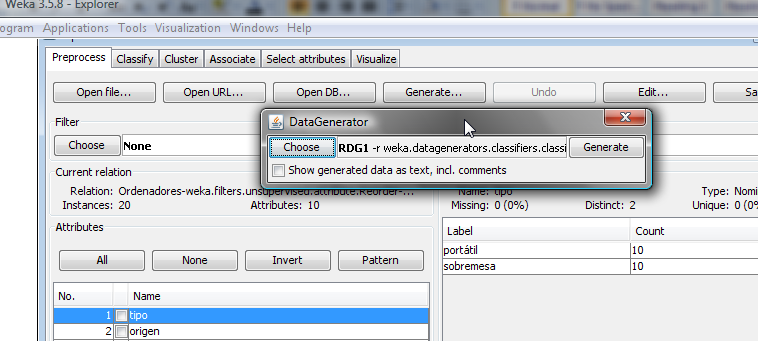 Weka 3.5.8 - Explorer
rogram Applications Tools Visualization Windows Help
Preprocess Classify Cluster Associate Select attributes Visualize
Open file... Open URL... Open DB... Generate... Undo Edit... Sa
Filter
DataGenerator
Choose None
Choose RDG1 -r weka.datagenerators.classifiers.classi Generate
Show generated data as text, incl. comments
Current relation
Relation: Ordenadores-weka.filters.unsupervised.attribute.Reorder-...
Instances: 20 Attributes: 10
Name: tipo Type: Nomi
Missing: 0 (0%) Distinct: 2 Unique: 0 (0%)
Attributes
All None Invert Pattern
Label Count
portátil 10
sobremesa 10
No. Name
1 tipo
2 origen